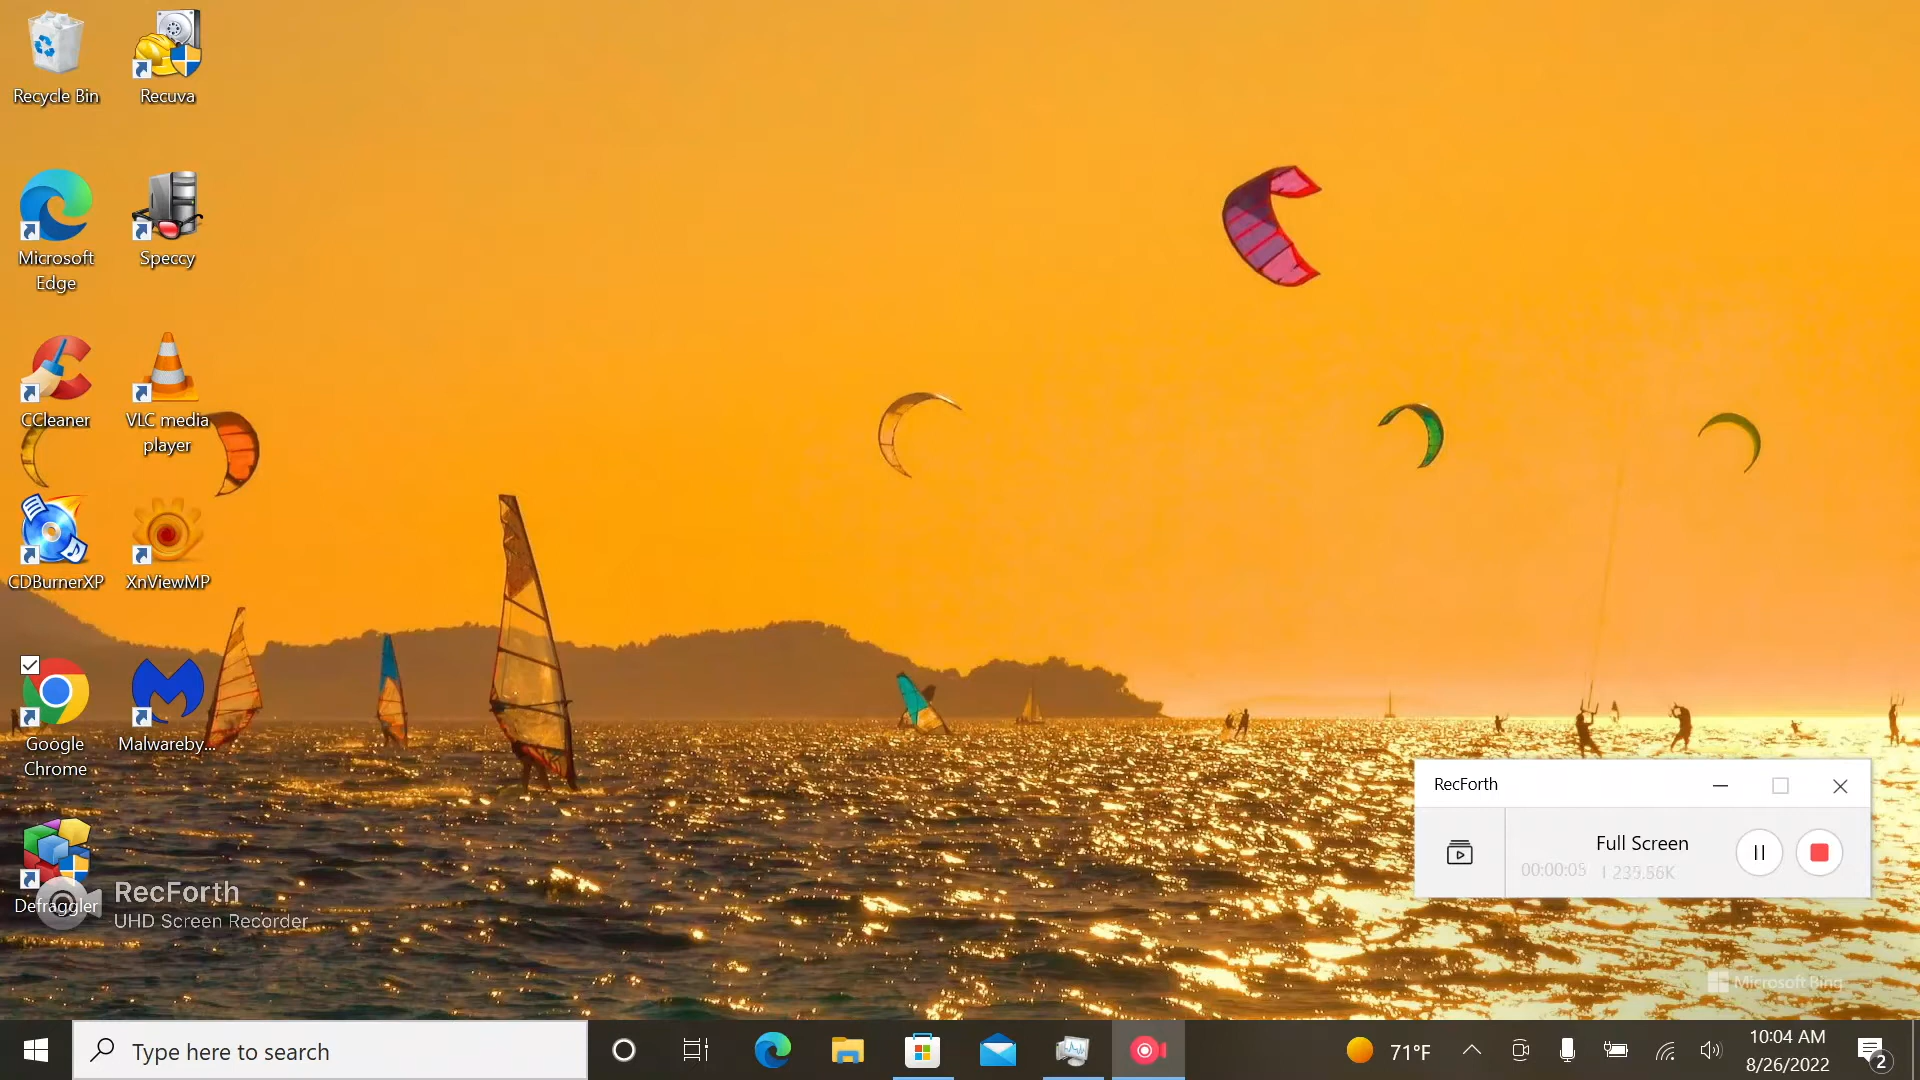 Recycle Bin
Recuva
Microsoft
Edge
Speccy
CCleaner
VLC media
player
CDBurnerXP
XnViewMP
Google
Chrome
Malwareby...
Defraggler
RecForth
UHD Screen Recorder
RecForth
Full Screen
00:00:05 | 235.56K
Microsoft Bing
Type here to search
71°F
10:04 AM
8/26/2022
2